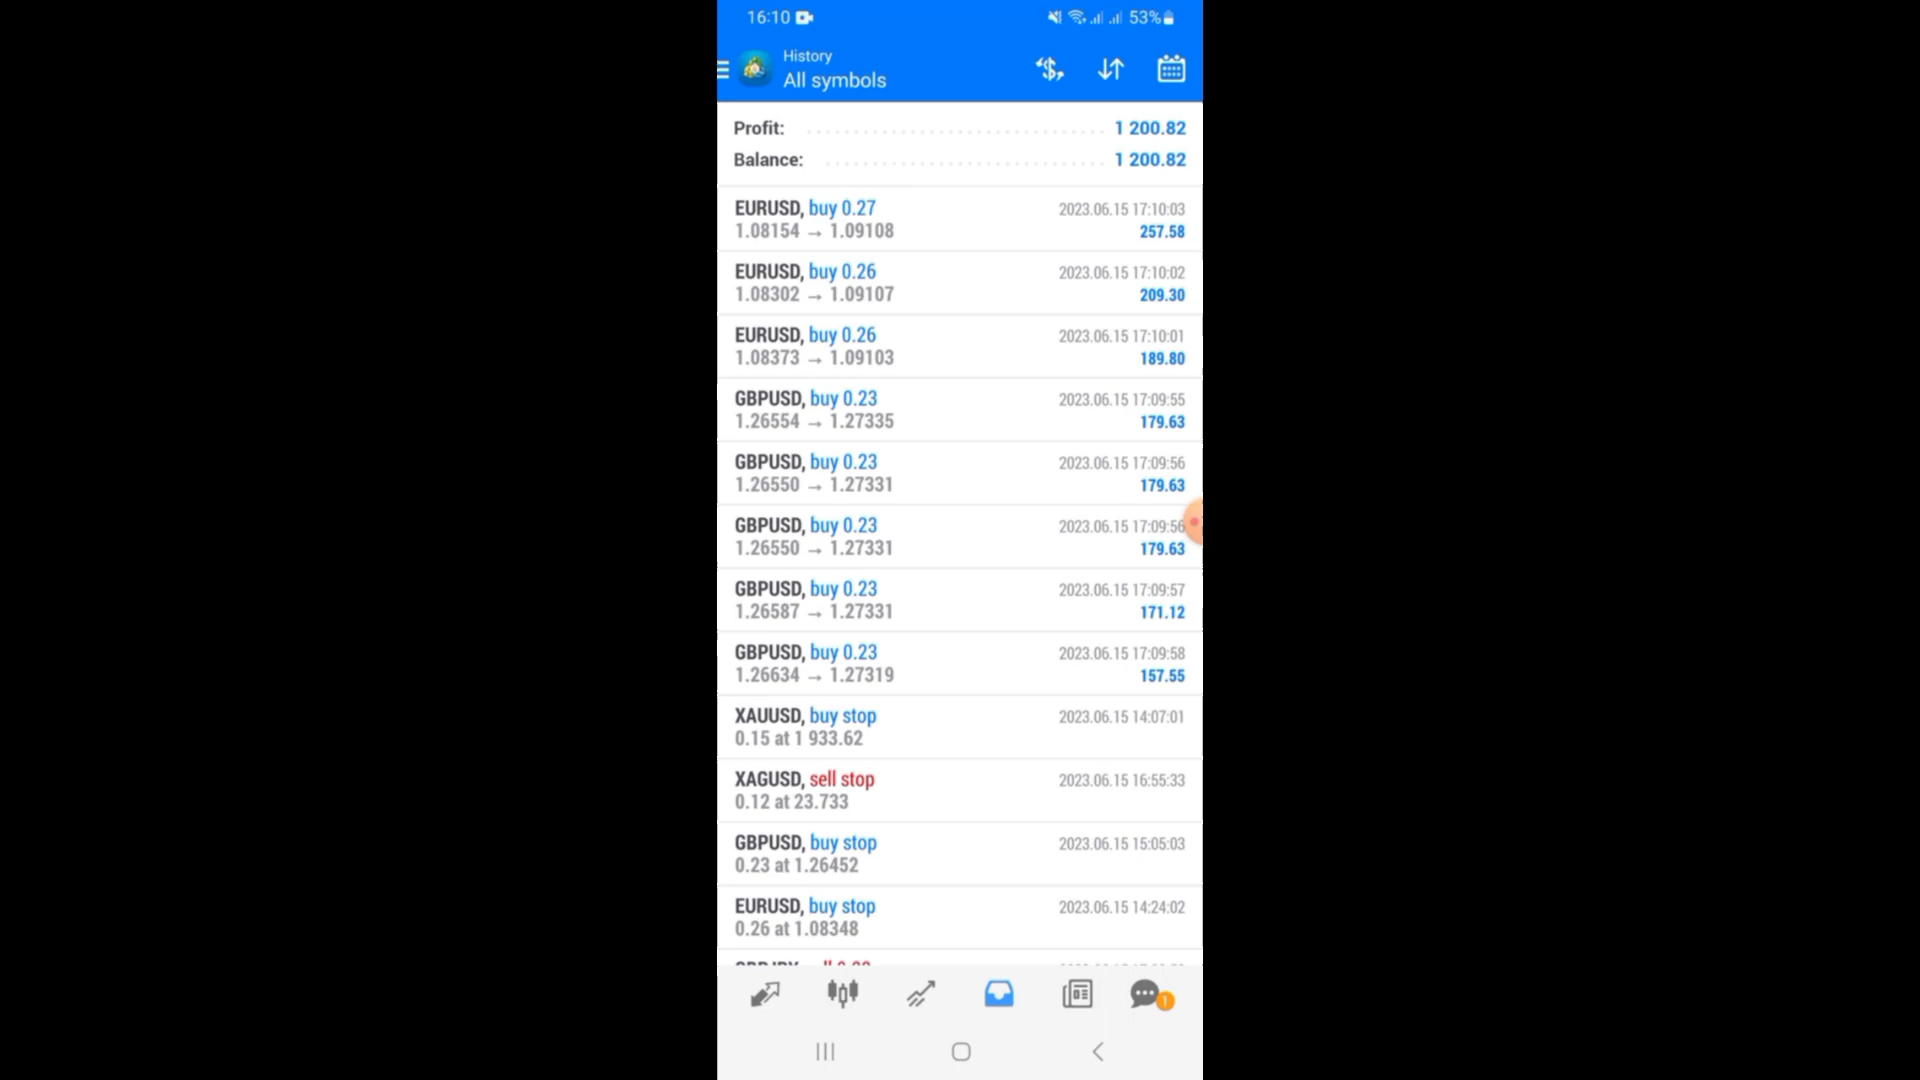 16:10
53%
History
All symbols
Profit: 1 200.82
Balance: 1 200.82
EURUSD, buy 0.27 2023.06.15 17:10:03
1.08154 → 1.09108 257.58
EURUSD, buy 0.26 2023.06.15 17:10:02
1.08302 → 1.09107 209.30
EURUSD, buy 0.26 2023.06.15 17:10:01
1.08373 → 1.09103 189.80
GBPUSD, buy 0.23 2023.06.15 17:09:55
1.26554 → 1.27335 179.63
GBPUSD, buy 0.23 2023.06.15 17:09:56
1.26550 → 1.27331 179.63
GBPUSD, buy 0.23 2023.06.15 17:09:56
1.26550 → 1.27331 179.63
GBPUSD, buy 0.23 2023.06.15 17:09:57
1.26587 → 1.27331 171.12
GBPUSD, buy 0.23 2023.06.15 17:09:58
1.26634 → 1.27319 157.55
XAUUSD, buy stop 2023.06.15 14:07:01
0.15 at 1 933.62
XAGUSD, sell stop 2023.06.15 16:55:33
0.12 at 23.733
GBPUSD, buy stop 2023.06.15 15:05:03
0.23 at 1.26452
EURUSD, buy stop 2023.06.15 14:24:02
0.26 at 1.08348
1